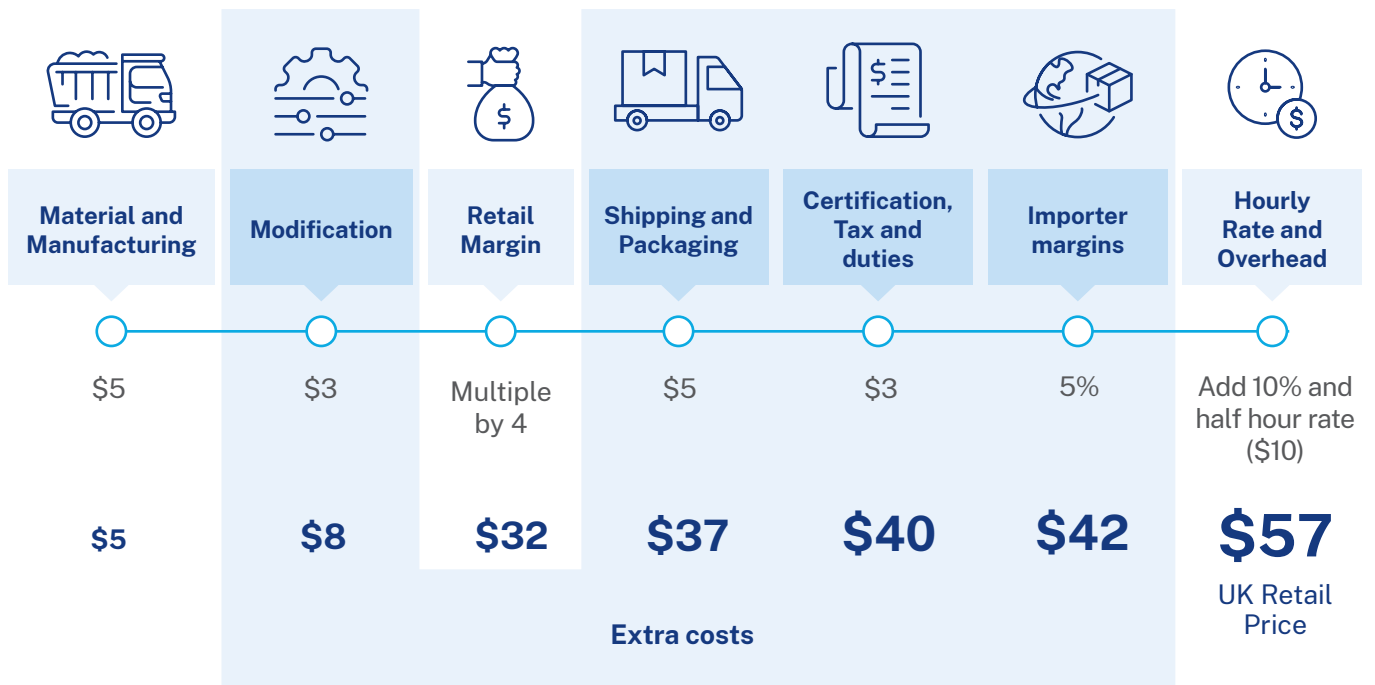 $
$
$
Material and
Manufacturing
Modification
Retail
Margin
Shipping and
Packaging
Certification,
Tax and
duties
Importer
margins
Hourly
Rate and
Overhead
$5
$3
Multiple
by 4
$5
$3
5%
Add 10% and
half hour rate
($10)
$5
$8
$32
$37
$40
$42
$57
UK Retail
Price
Extra costs